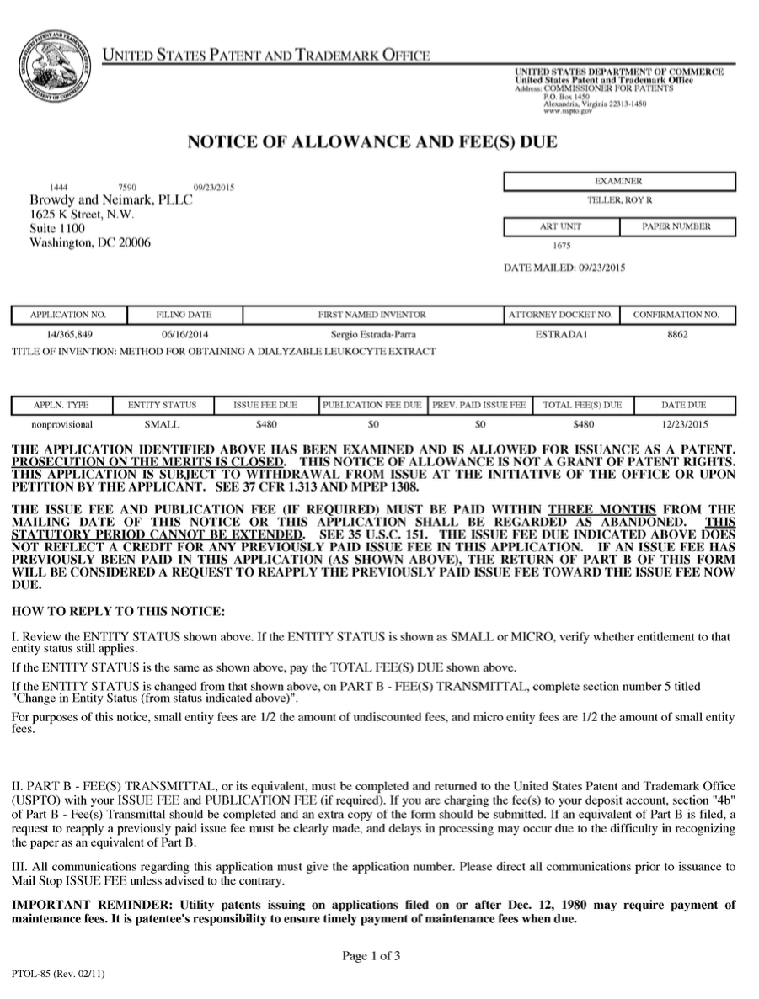 UNITED STATES PATENT AND TRADEMARK OFFICE
UNITED STATES DEPARTMENT OF COMMERCE
United States Patent and Trademark Office
Address: COMMISSIONER FOR PATENTS
P.O. Box 1450
Alexandria, Virginia 22313-1450
www.uspto.gov
NOTICE OF ALLOWANCE AND FEE(S) DUE
1444 7590 09/23/2015
Browdy and Neimark, PLLC
1625 K Street, N.W.
Suite 1100
Washington, DC 20006
EXAMINER
TELLER, ROY R
ART UNIT PAPER NUMBER
1675
DATE MAILED: 09/23/2015
APPLICATION NO. FILING DATE FIRST NAMED INVENTOR ATTORNEY DOCKET NO. CONFIRMATION NO.
14/365,849 06/16/2014 Sergio Estrada-Parra ESTRADA1 8862
TITLE OF INVENTION: METHOD FOR OBTAINING A DIALYZABLE LEUKOCYTE EXTRACT
APPLN. TYPE ENTITY STATUS ISSUE FEE DUE PUBLICATION FEE DUE PREV. PAID ISSUE FEE TOTAL FEE(S) DUE DATE DUE
nonprovisional SMALL $480 $0 $0 $480 12/23/2015
THE APPLICATION IDENTIFIED ABOVE HAS BEEN EXAMINED AND IS ALLOWED FOR ISSUANCE AS A PATENT.
PROSECUTION ON THE MERITS IS CLOSED. THIS NOTICE OF ALLOWANCE IS NOT A GRANT OF PATENT RIGHTS.
THIS APPLICATION IS SUBJECT TO WITHDRAWAL FROM ISSUE AT THE INITIATIVE OF THE OFFICE OR UPON
PETITION BY THE APPLICANT. SEE 37 CFR 1.313 AND MPEP 1308.
THE ISSUE FEE AND PUBLICATION FEE (IF REQUIRED) MUST BE PAID WITHIN THREE MONTHS FROM THE
MAILING DATE OF THIS NOTICE OR THIS APPLICATION SHALL BE REGARDED AS ABANDONED. THIS
STATUTORY PERIOD CANNOT BE EXTENDED. SEE 35 U.S.C. 151. THE ISSUE FEE DUE INDICATED ABOVE DOES
NOT REFLECT A CREDIT FOR ANY PREVIOUSLY PAID ISSUE FEE IN THIS APPLICATION. IF AN ISSUE FEE HAS
PREVIOUSLY BEEN PAID IN THIS APPLICATION (AS SHOWN ABOVE), THE RETURN OF PART B OF THIS FORM
WILL BE CONSIDERED A REQUEST TO REAPPLY THE PREVIOUSLY PAID ISSUE FEE TOWARD THE ISSUE FEE NOW
DUE.
HOW TO REPLY TO THIS NOTICE:
I. Review the ENTITY STATUS shown above. If the ENTITY STATUS is shown as SMALL or MICRO, verify whether entitlement to that
entity status still applies.
If the ENTITY STATUS is the same as shown above, pay the TOTAL FEE(S) DUE shown above.
If the ENTITY STATUS is changed from that shown above, on PART B - FEE(S) TRANSMITTAL, complete section number 5 titled
"Change in Entity Status (from status indicated above)".
For purposes of this notice, small entity fees are 1/2 the amount of undiscounted fees, and micro entity fees are 1/2 the amount of small entity
fees.
II. PART B - FEE(S) TRANSMITTAL, or its equivalent, must be completed and returned to the United States Patent and Trademark Office
(USPTO) with your ISSUE FEE and PUBLICATION FEE (if required). If you are charging the fee(s) to your deposit account, section "4b"
of Part B - Fee(s) Transmittal should be completed and an extra copy of the form should be submitted. If an equivalent of Part B is filed, a
request to reapply a previously paid issue fee must be clearly made, and delays in processing may occur due to the difficulty in recognizing
the paper as an equivalent of Part B.
III. All communications regarding this application must give the application number. Please direct all communications prior to issuance to
Mail Stop ISSUE FEE unless advised to the contrary.
IMPORTANT REMINDER: Utility patents issuing on applications filed on or after Dec. 12, 1980 may require payment of
maintenance fees. It is patentee's responsibility to ensure timely payment of maintenance fees when due.
Page 1 of 3
PTOL-85 (Rev. 02/11)